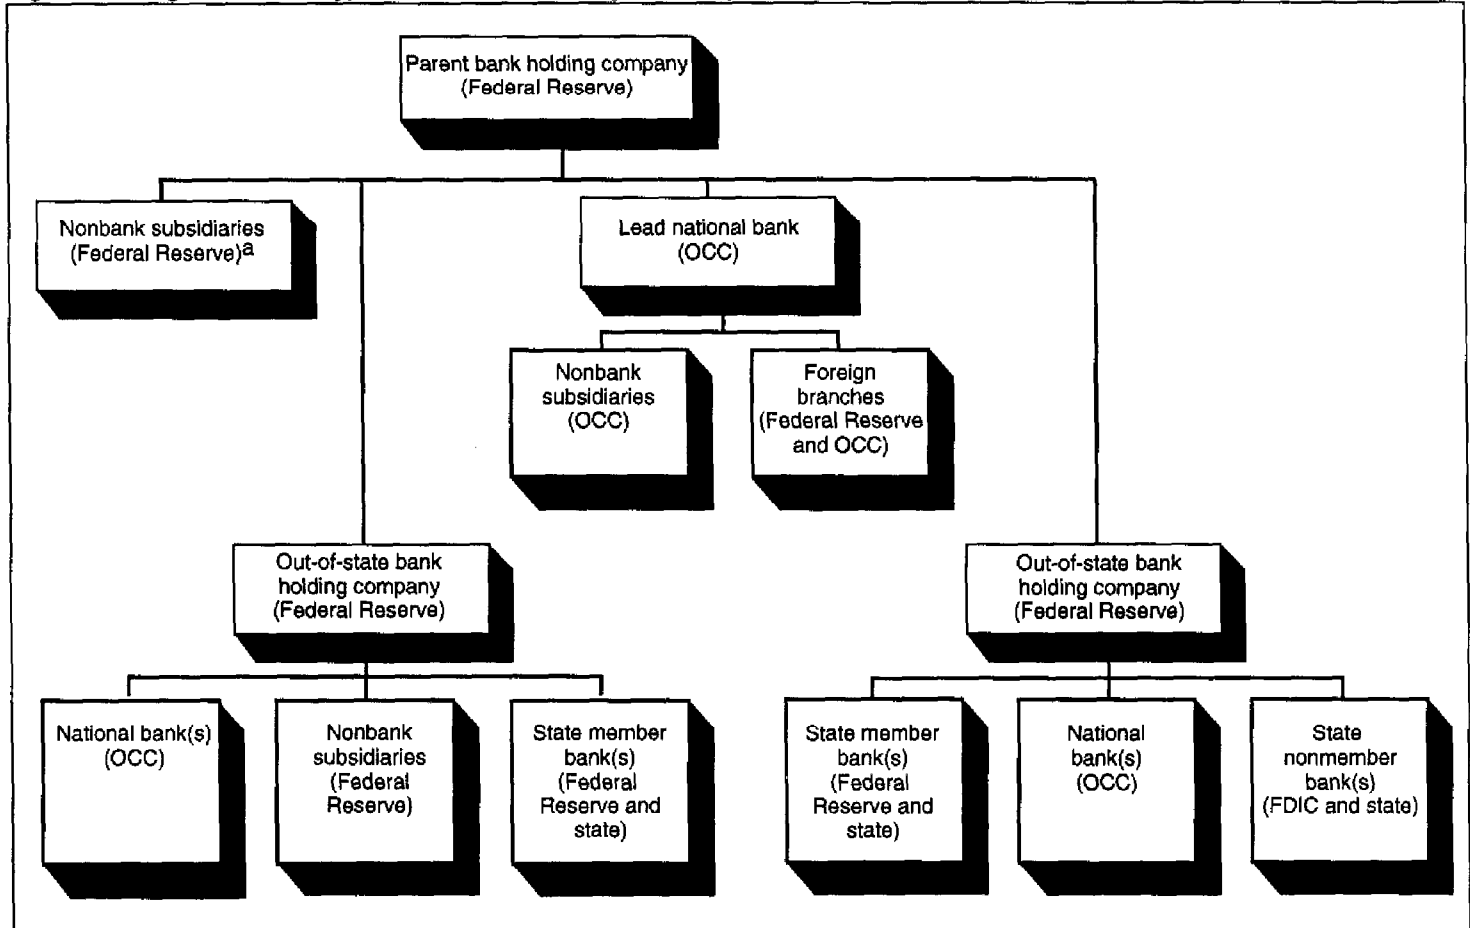 Parent bank holding company
(Federal Reserve)
Nonbank subsidiaries
(Federal Reserve)a
Lead national bank
(OCC)
Nonbank
subsidiaries
(OCC)
Foreign
branches
(Federal Reserve
and OCC)
Out-of-state bank
holding company
(Federal Reserve)
Out-of-state bank
holding company
(Federal Reserve)
National bank(s)
(OCC)
Nonbank
subsidiaries
(Federal
Reserve)
State member
bank(s)
(Federal
Reserve and
state)
State member
bank(s)
(Federal
Reserve and
state)
National
bank(s)
(OCC)
State
nonmember
bank(s)
(FDIC and state)